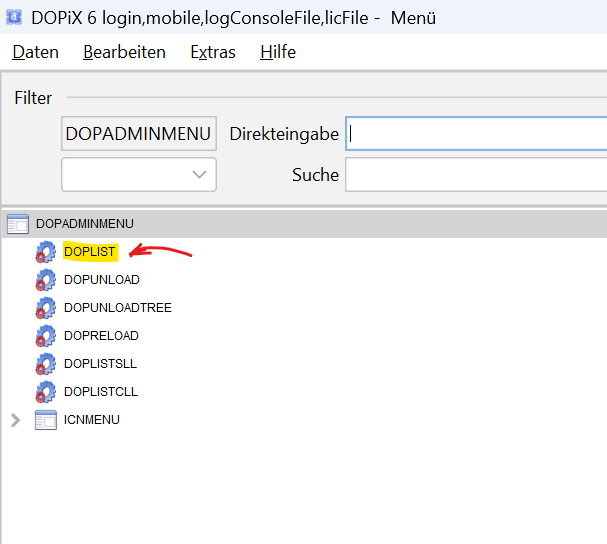 DOPiX 6 login,mobile,logConsoleFile,licFile - Menü
Daten Bearbeiten Extras Hilfe
Filter
DOPADMINMENU Direkteingabe
Suche
DOPADMINMENU
DOPLIST
DOPUNLOAD
DOPUNLOADTREE
DOPRELOAD
DOPLISTSLL
DOPLISTCLL
ICNMENU